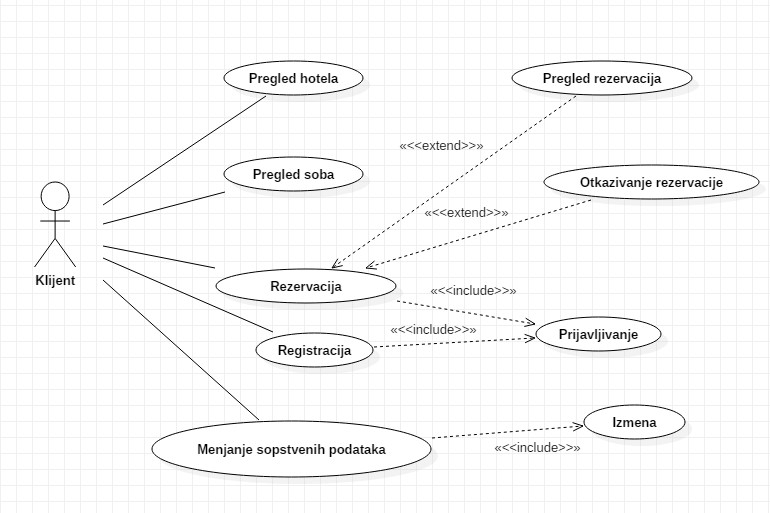 Pregled hotela
Pregled rezervacija
«<<extend>>»
Pregled soba
Otkazivanje rezervacije
«<<extend>>»
Klijent
Rezervacija
«<<include>>»
«<<include>>»
Prijavljivanje
Registracija
Izmena
Menjanje sopstvenih podataka
«<<include>>»